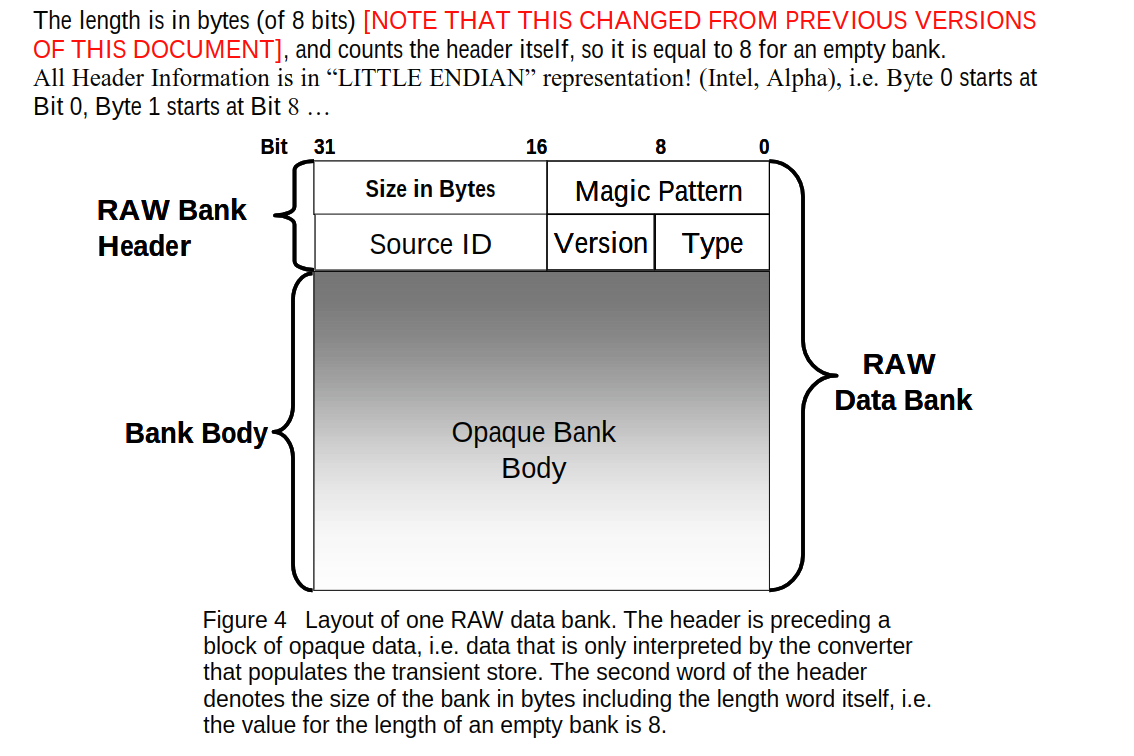 The length is in bytes (of 8 bits) [NOTE THAT THIS CHANGED FROM PREVIOUS VERSIONS
OF THIS DOCUMENT], and counts the header itself, so it is equal to 8 for an empty bank.
All Header Information is in “LITTLE ENDIAN” representation! (Intel, Alpha), i.e. Byte 0 starts at
Bit 0, Byte 1 starts at Bit 8 …
Bit 31 16 8 0
Size in Bytes Magic Pattern
RAW Bank
Header
Source ID Version Type
RAW
Data Bank
Bank Body
Opaque Bank
Body
Figure 4 Layout of one RAW data bank. The header is preceding a
block of opaque data, i.e. data that is only interpreted by the converter
that populates the transient store. The second word of the header
denotes the size of the bank in bytes including the length word itself, i.e.
the value for the length of an empty bank is 8.